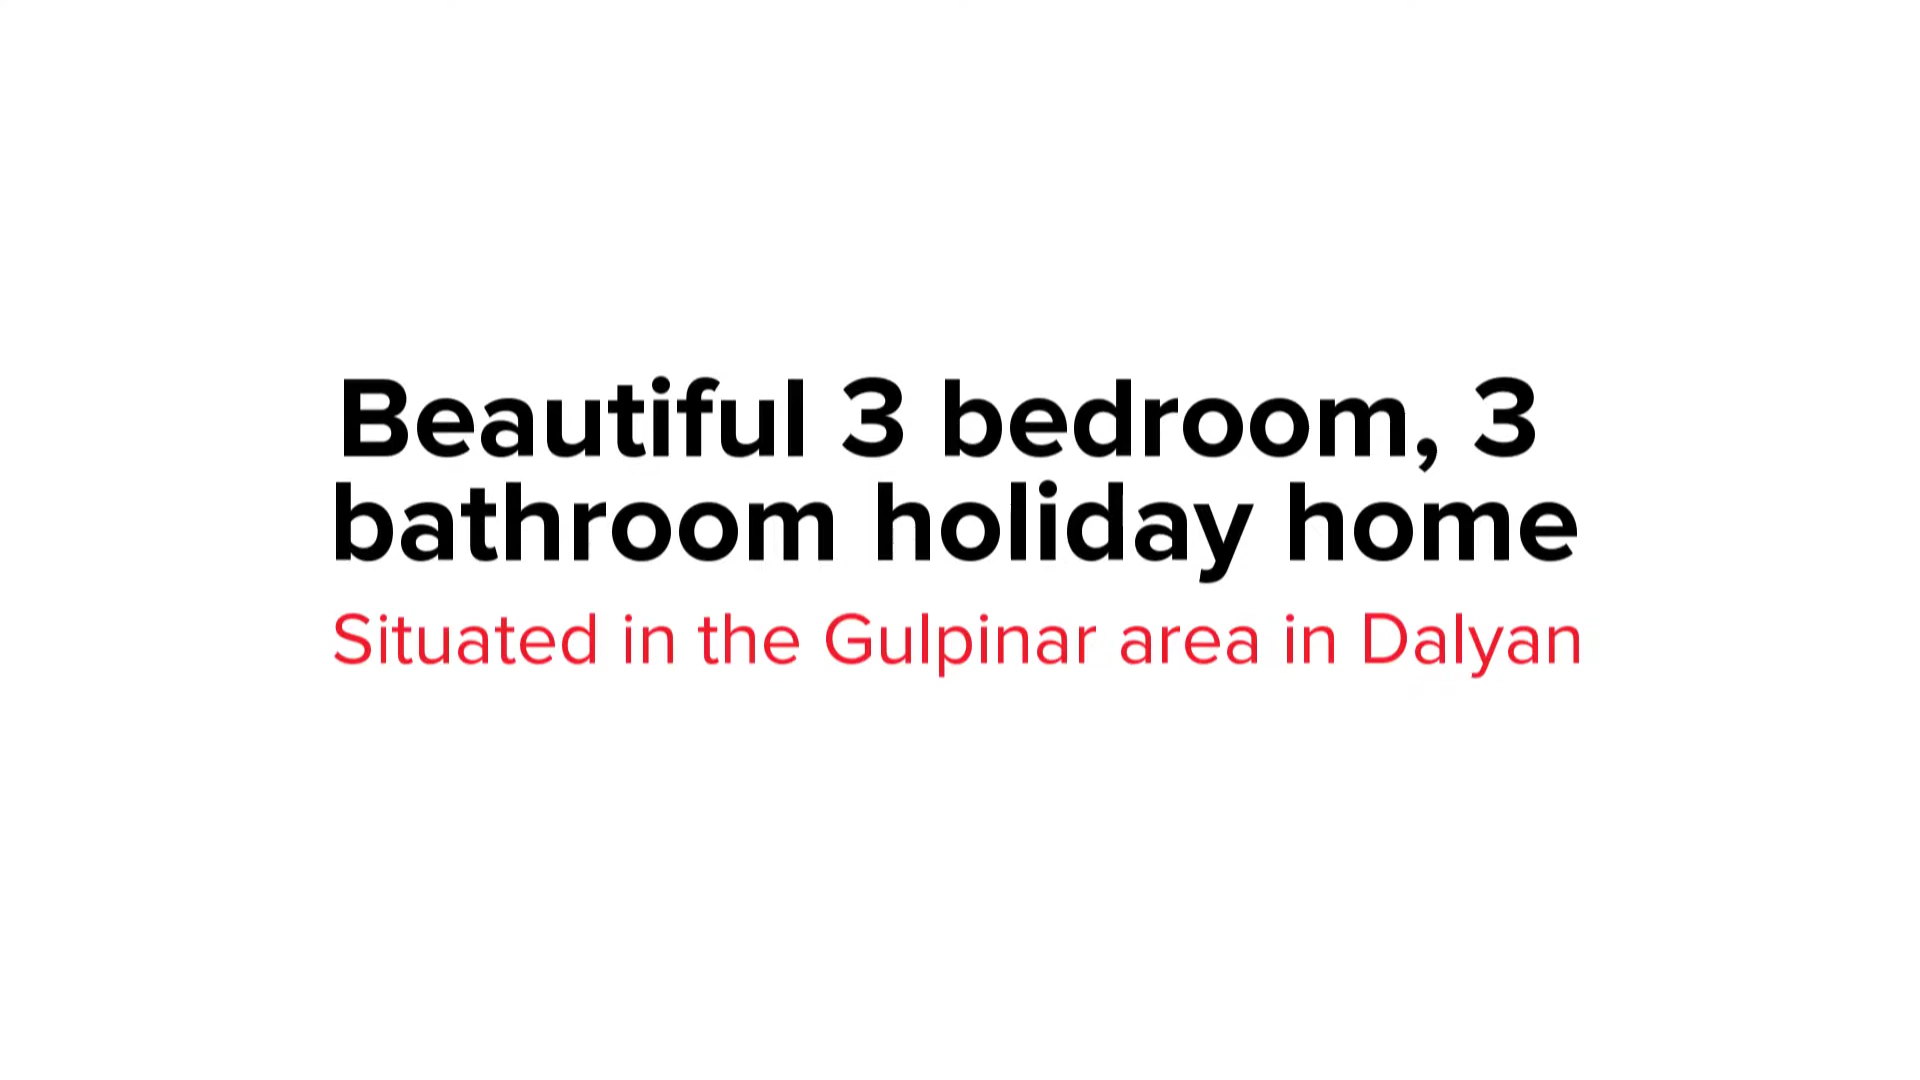 Beautiful 3 bedroom, 3
bathroom holiday home
Situated in the Gulpinar area in Dalyan